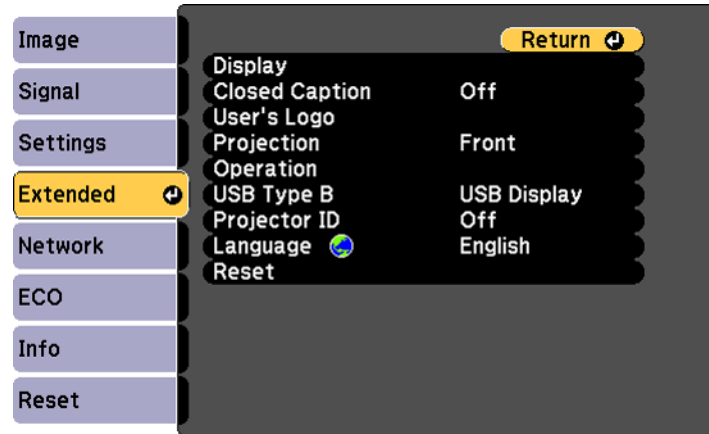 Image
Signal
Settings
Extended
Network
ECO
Info
Reset
Return
Display
Closed Caption Off
User's Logo
Projection Front
Operation
USB Type B USB Display
Projector ID Off
Language English
Reset